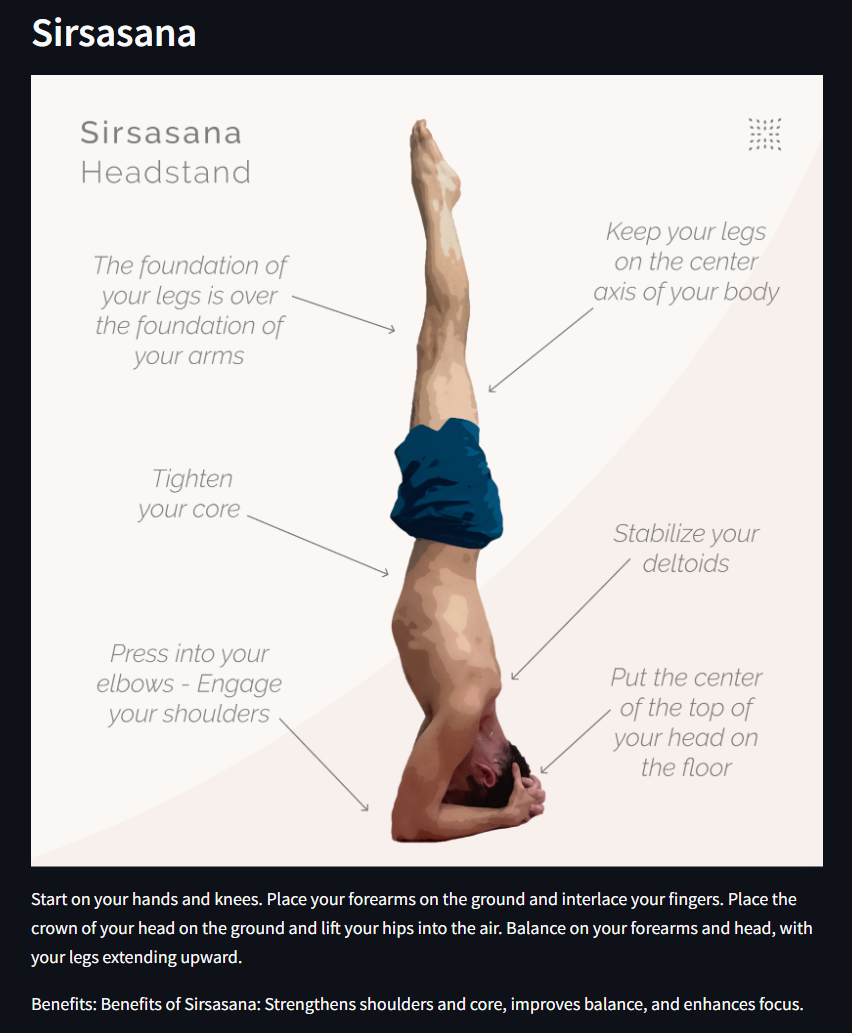 Sirsasana
Sirsasana
Headstand
The foundation of
your legs is over
the foundation of
your arms
Keep your legs
on the center
axis of your body
Tighten
your core
Stabilize your
deltoids
Press into your
elbows - Engage
your shoulders
Put the center
of the top of
your head on
the floor
Start on your hands and knees. Place your forearms on the ground and interlace your fingers. Place the
crown of your head on the ground and lift your hips into the air. Balance on your forearms and head, with
your legs extending upward.
Benefits: Benefits of Sirsasana: Strengthens shoulders and core, improves balance, and enhances focus.